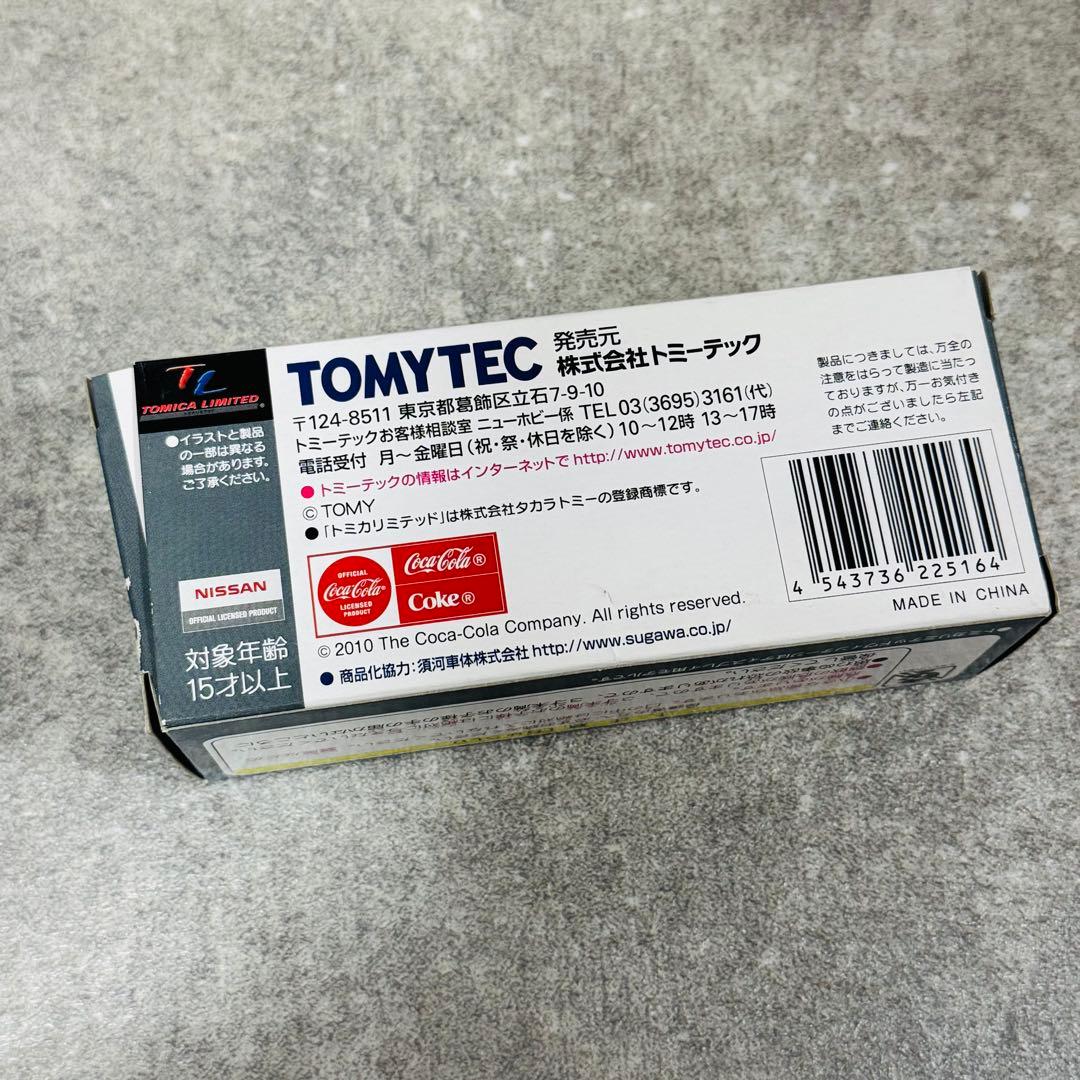 TL
TOMICA LIMITED
●イラストと製品
の一部は異なる
場合があります。
ご了承ください。
NISSAN
OFFICIAL LICENSED PRODUCT
対象年齢
15才以上
TOMYTEC 発売元
株式会社トミーテック
〒124-8511 東京都葛飾区立石7-9-10
トミーテックお客様相談室 ニューホビー係 TEL 03(3695)3161(代)
電話受付 月〜金曜日(祝・祭・休日を除く)10〜12時 13〜17時
●トミーテックの情報はインターネットで http://www.tomytec.co.jp/
© TOMY
●「トミカリミテッド」は株式会社タカラトミーの登録商標です。
OFFICIAL
Coca-Cola®
LICENSED
PRODUCT
Coca-Cola®
Coke®
© 2010 The Coca-Cola Company. All rights reserved.
● 商品化協力: 須河車体株式会社 http://www.sugawa.co.jp/
製品につきましては、万全の
注意をはらって製造に当たっ
ておりますが、万一お気付き
の点がございましたら左記
までご連絡ください。
4 543736 225164
MADE IN CHINA